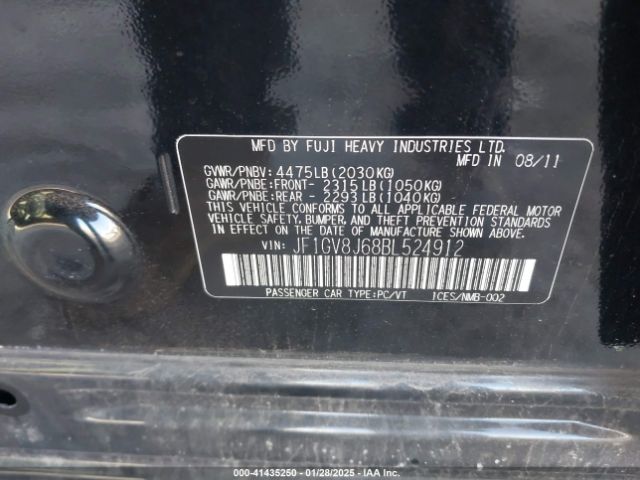 MFD BY FUJI HEAVY INDUSTRIES LTD.
MFD IN 08/11
GVWR/PNBV: 4475LB(2030KG)
GAWR/PNBE:FRONT- 2315LB(1050KG)
GAWR/PNBE:REAR - 2293LB(1040KG)
THIS VEHICLE CONFORMS TO ALL APPLICABLE FEDERAL MOTOR
VEHICLE SAFETY, BUMPER, AND THEFT PREVENTION STANDARDS
IN EFFECT ON THE DATE OF MANUFACTURE SHOWN ABOVE.
VIN: JF1GV8J68BL524912
PASSENGER CAR TYPE:PC/VT ICES/NMB-002
000-41435250 - 01/28/2025 - IAA Inc.